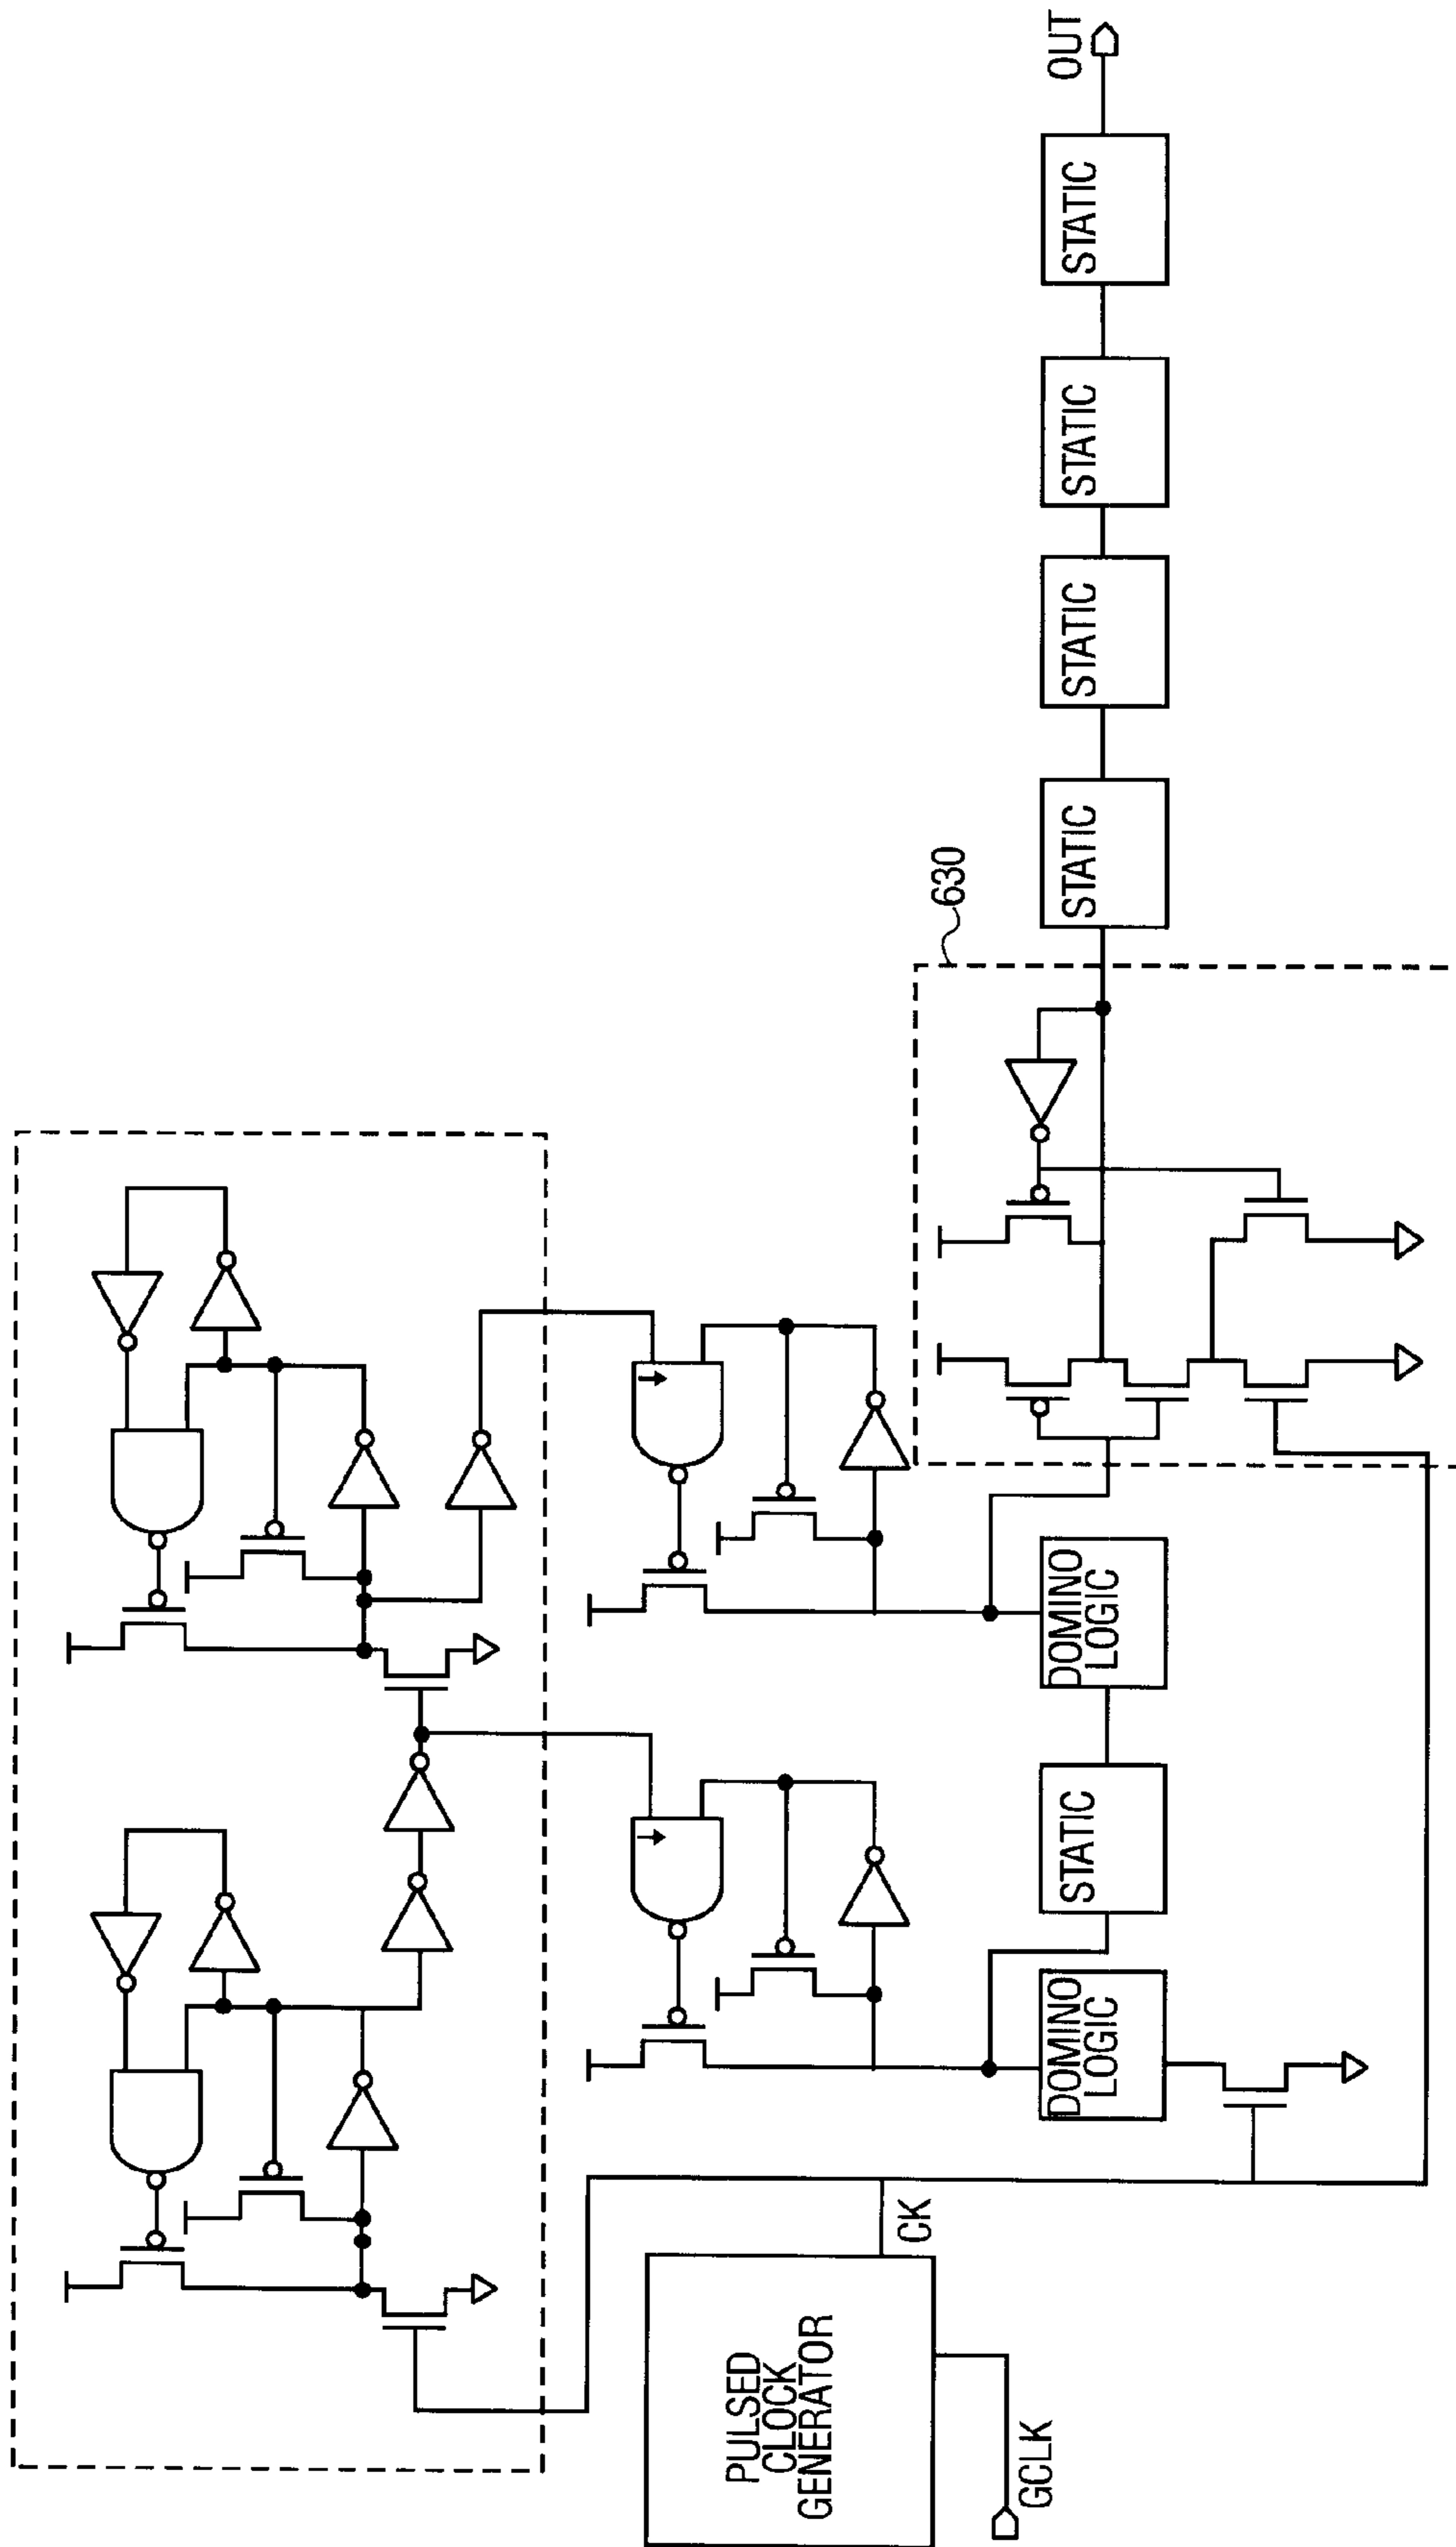 GCLK
PULSED
CLOCK
GENERATOR
CK
DOMINO
LOGIC
STATIC
DOMINO
LOGIC
630
STATIC
STATIC
STATIC
STATIC
OUT